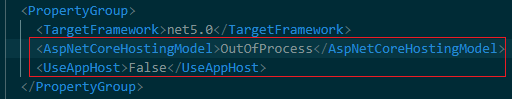 <PropertyGroup>
<TargetFramework>net5.0</TargetFramework>
<AspNetCoreHostingModel>OutOfProcess</AspNetCoreHostingModel>
<UseAppHost>False</UseAppHost>
</PropertyGroup>